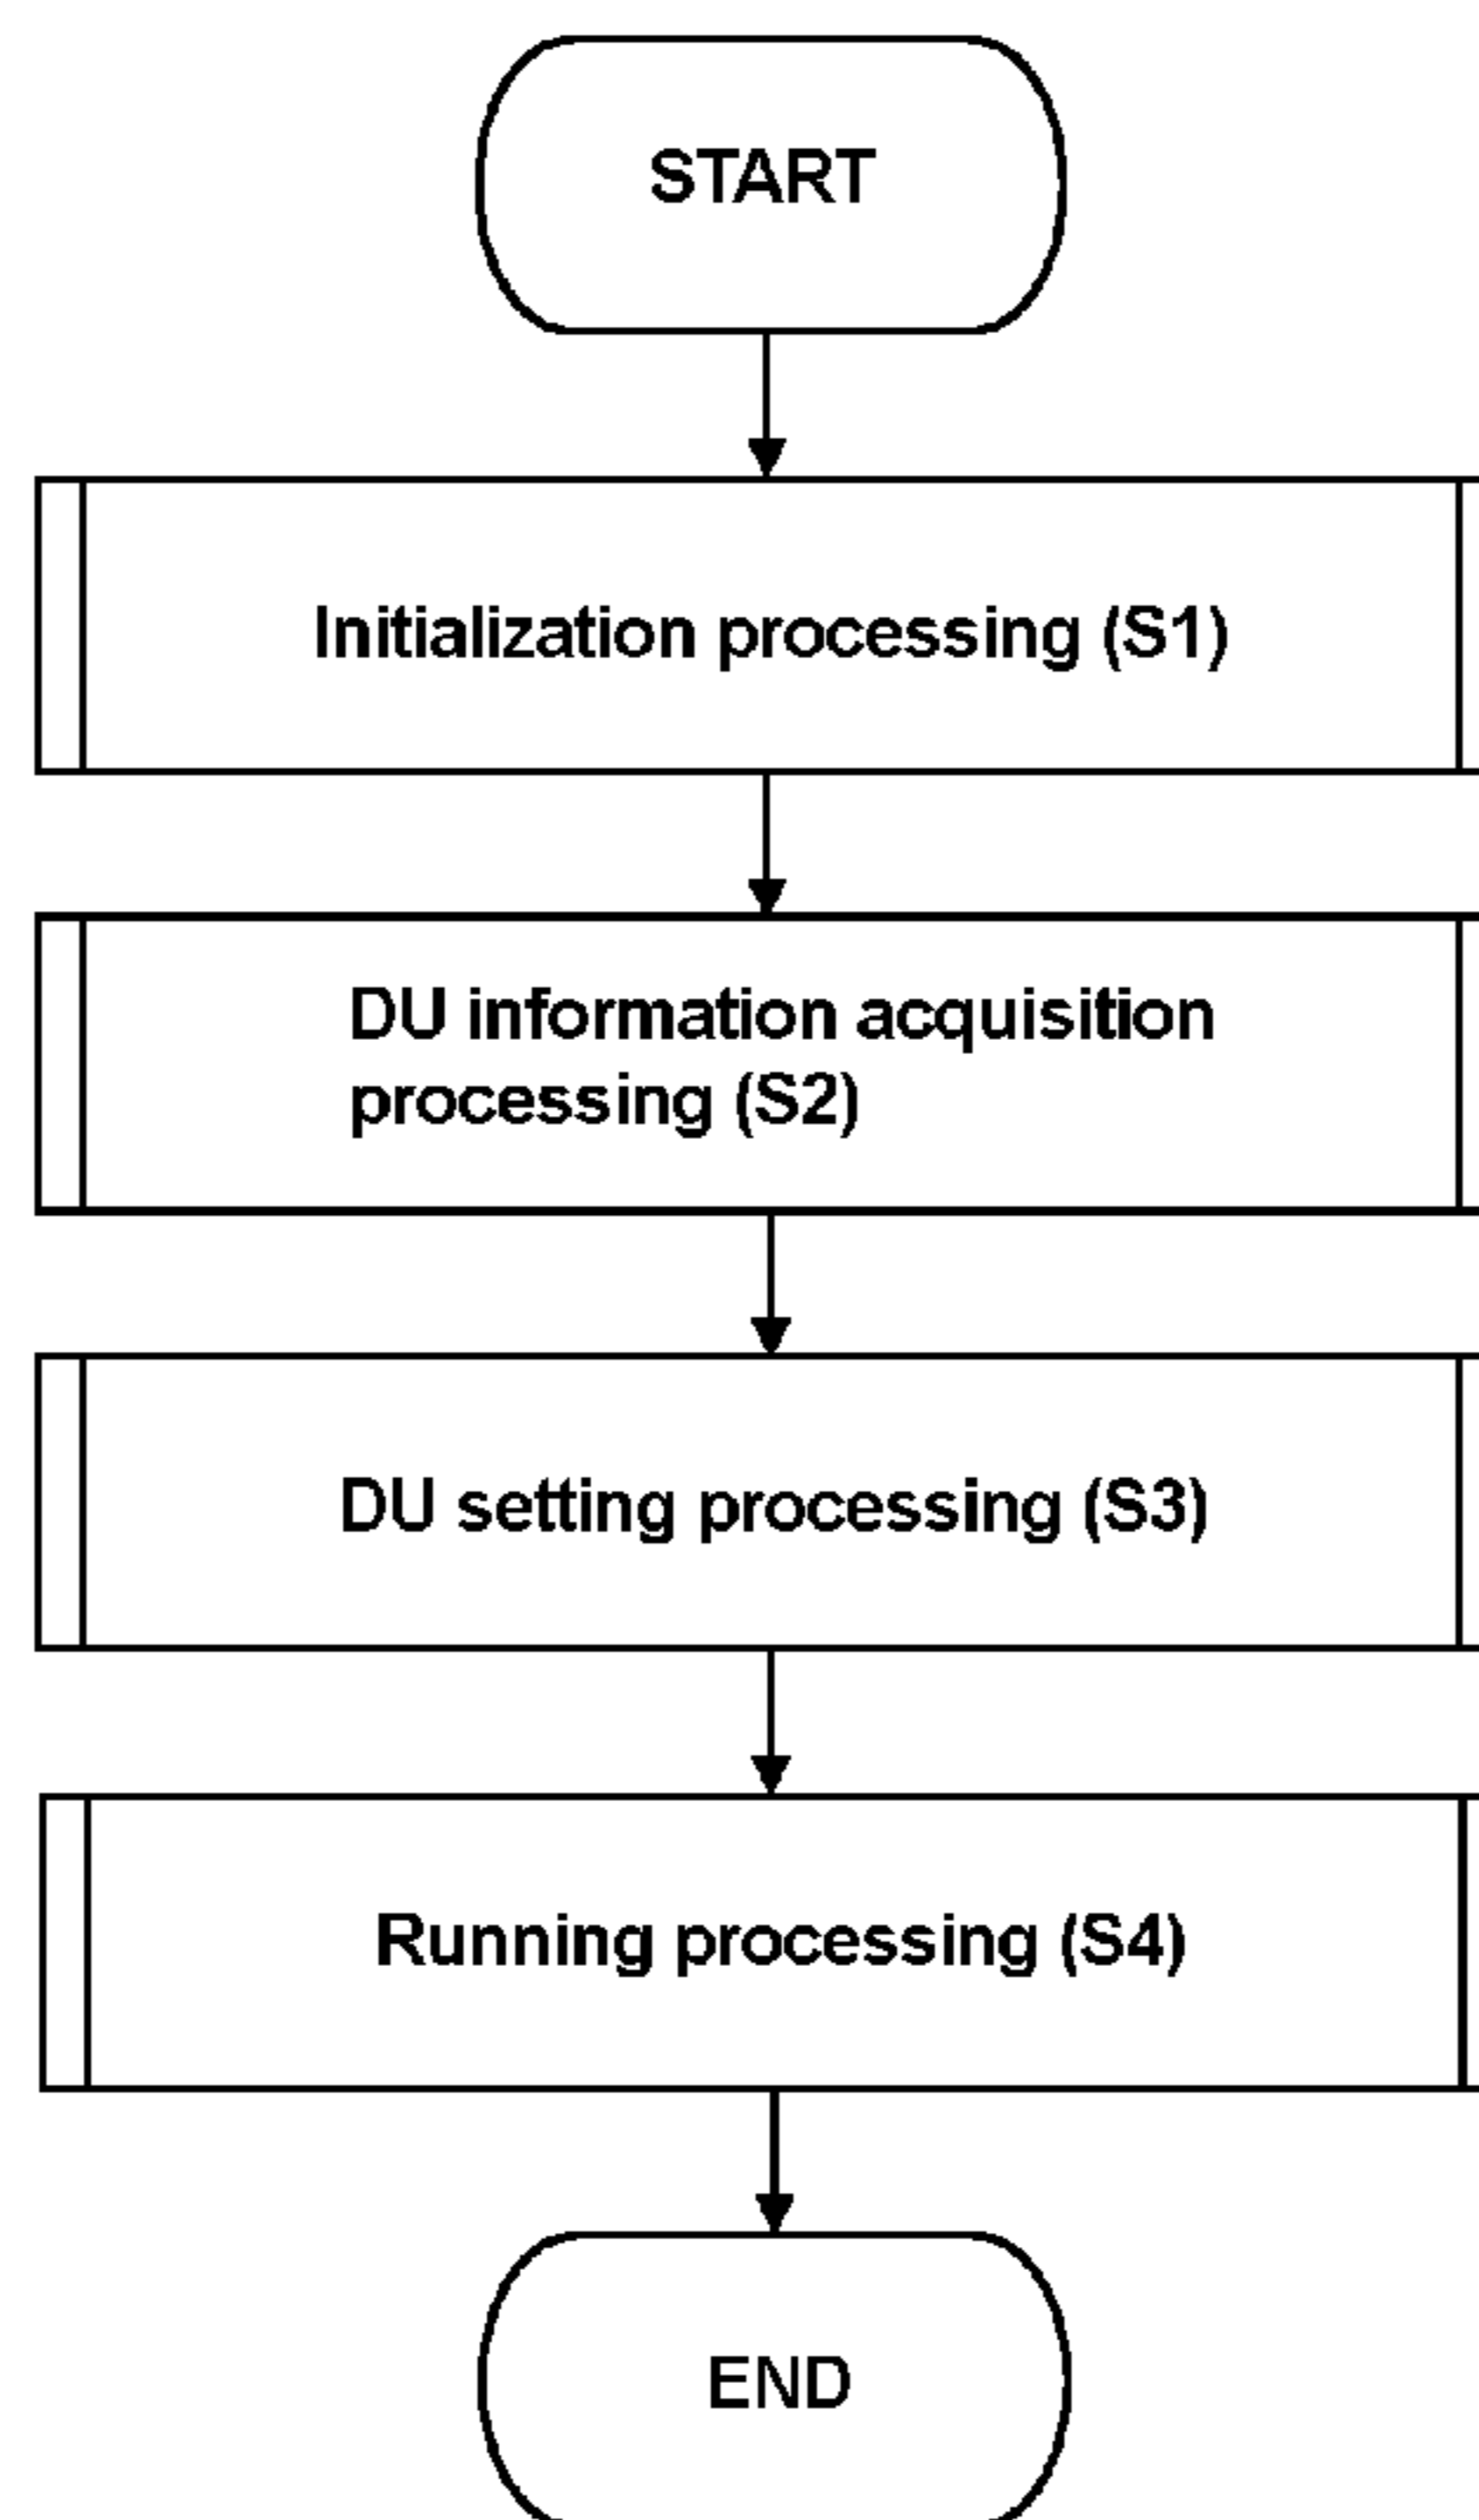 START
Initialization processing (S1)
DU information acquisition
processing (S2)
DU setting processing (S3)
Running processing (S4)
END